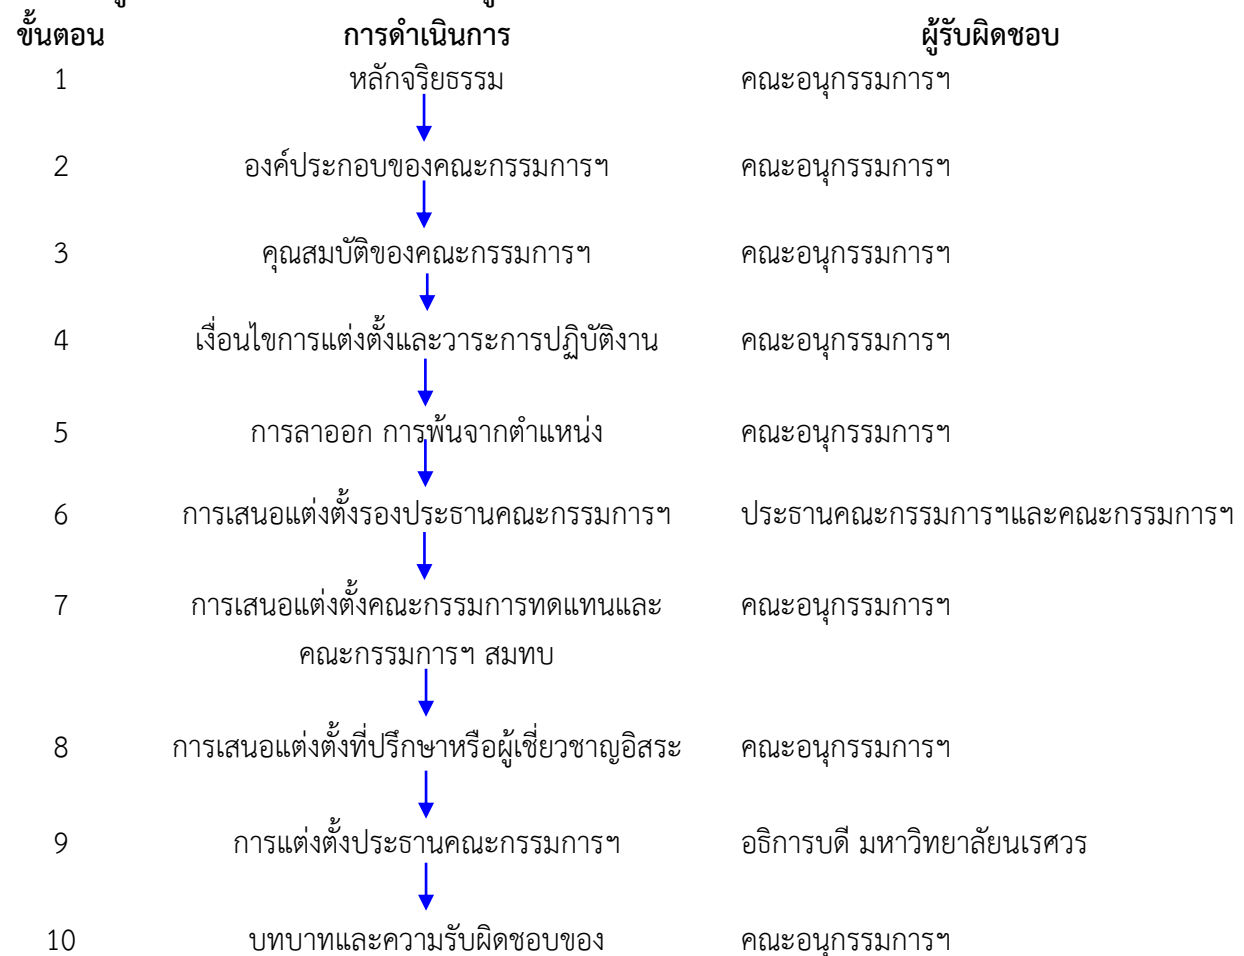 ขั้นตอน การดำเนินการ ผู้รับผิดชอบ
1 หลักจริยธรรม คณะอนุกรรมการฯ
2 องค์ประกอบของคณะกรรมการฯ คณะอนุกรรมการฯ
3 คุณสมบัติของคณะกรรมการฯ คณะอนุกรรมการฯ
4 เงื่อนไขการแต่งตั้งและวาระการปฏิบัติงาน คณะอนุกรรมการฯ
5 การลาออก การพ้นจากตำแหน่ง คณะอนุกรรมการฯ
6 การเสนอแต่งตั้งรองประธานคณะกรรมการฯ ประธานคณะกรรมการฯและคณะกรรมการฯ
7 การเสนอแต่งตั้งคณะกรรมการทดแทนและ คณะอนุกรรมการฯ
คณะกรรมการฯ สมทบ
8 การเสนอแต่งตั้งที่ปรึกษาหรือผู้เชี่ยวชาญอิสระ คณะอนุกรรมการฯ
9 การแต่งตั้งประธานคณะกรรมการฯ อธิการบดี มหาวิทยาลัยนเรศวร
10 บทบาทและความรับผิดชอบของ คณะอนุกรรมการฯ